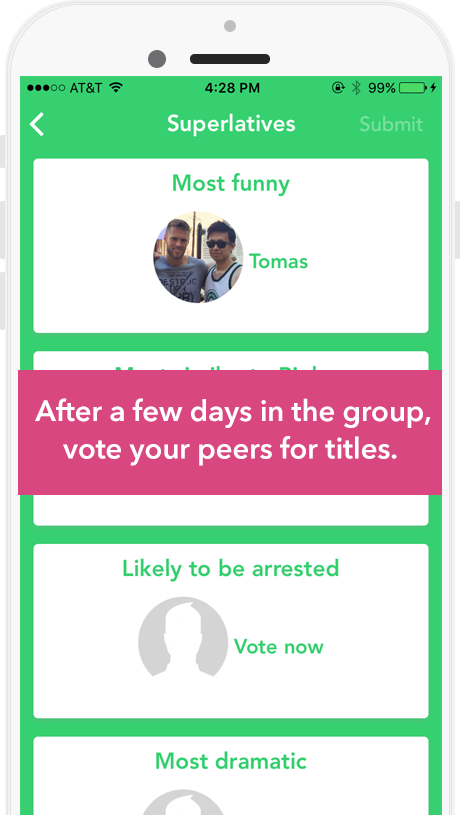 AT&T 4:28 PM 99%
Superlatives Submit
Most funny
Tomas
After a few days in the group,
vote your peers for titles.
Likely to be arrested
Vote now
Most dramatic